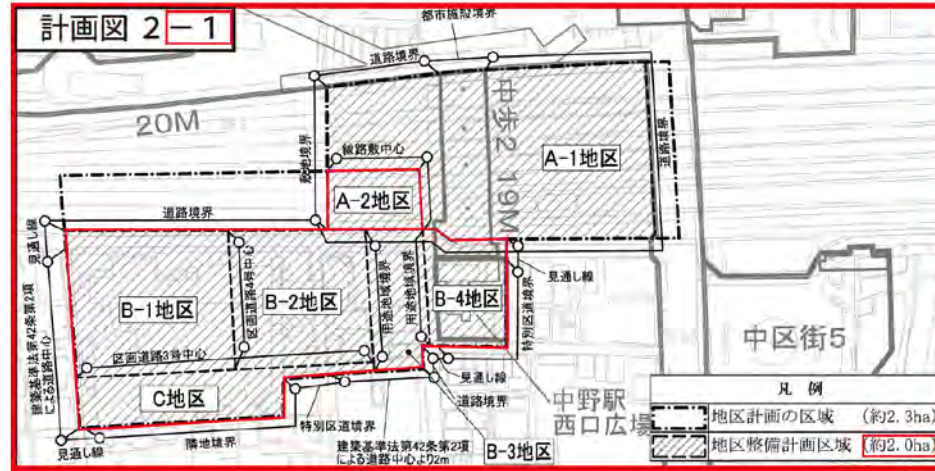 計画図 2-1
都市施設境界
道路境界
20M
中歩2 19M
敷地境界
線路敷中心
A-1地区
道路境界
A-2地区
道路境界
見通し線
見通し線
建築基準法第42条第2項
による道路中心
B-1地区
区画道路4号中心
B-2地区
用途地域境界
用途地域境界
B-4地区
特別区道境界
中区街5
区画道路3号中心
C地区
見通し線
道路境界
中野駅
西口広場
特別区道境界
隣地境界
見通し線
建築基準法第42条第2項
による道路中心より2m
B-3地区
凡例
地区計画の区域 (約2.3ha)
地区整備計画区域 (約2.0ha)